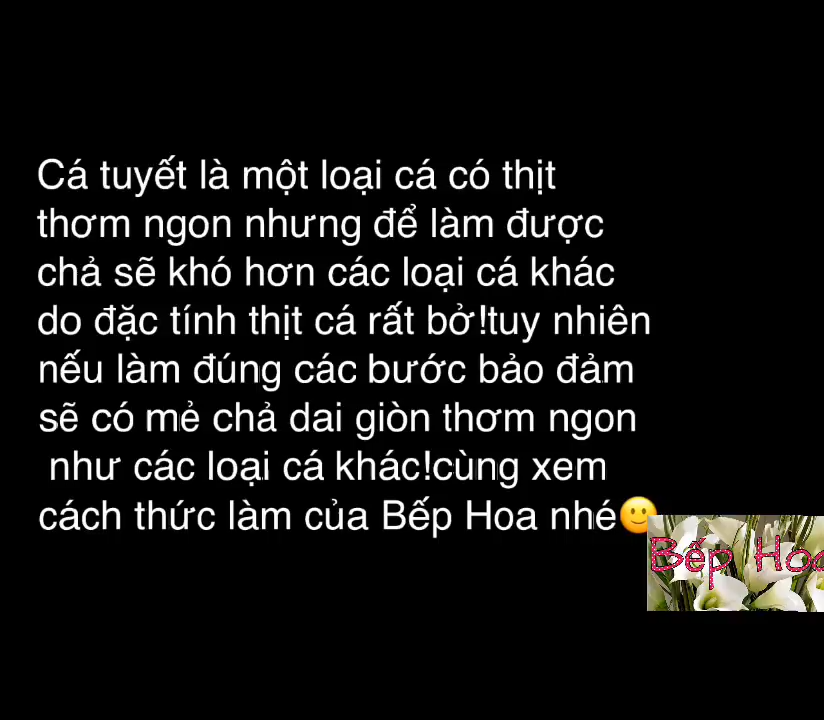 Cá tuyết là một loại cá có thịt
thơm ngon nhưng để làm được
chả sẽ khó hơn các loại cá khác
do đặc tính thịt cá rất bở!tuy nhiên
nếu làm đúng các bước bảo đảm
sẽ có mẻ chả dai giòn thơm ngon
như các loại cá khác!cùng xem
cách thức làm của Bếp Hoa nhé🙂
Bếp Hoa